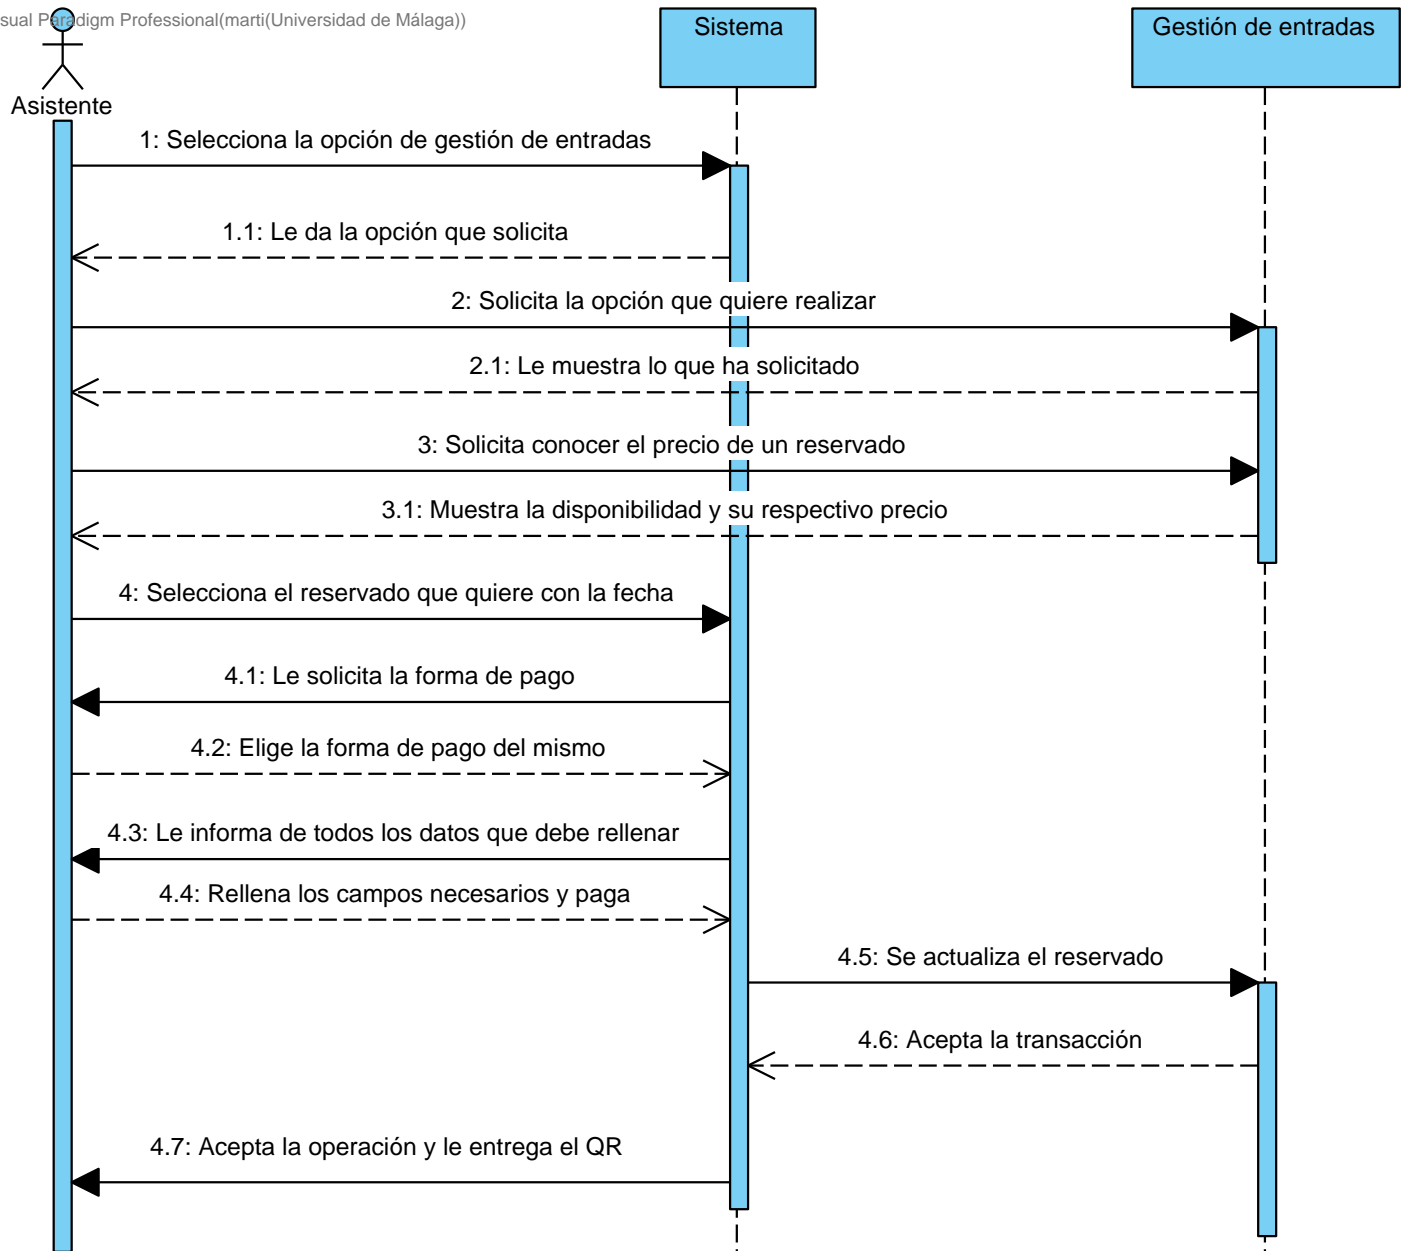 sual Paradigm Professional(marti(Universidad de Málaga))
Sistema
Gestión de entradas
Asistente
1: Selecciona la opción de gestión de entradas
1.1: Le da la opción que solicita
2: Solicita la opción que quiere realizar
2.1: Le muestra lo que ha solicitado
3: Solicita conocer el precio de un reservado
3.1: Muestra la disponibilidad y su respectivo precio
4: Selecciona el reservado que quiere con la fecha
4.1: Le solicita la forma de pago
4.2: Elige la forma de pago del mismo
4.3: Le informa de todos los datos que debe rellenar
4.4: Rellena los campos necesarios y paga
4.5: Se actualiza el reservado
4.6: Acepta la transacción
4.7: Acepta la operación y le entrega el QR